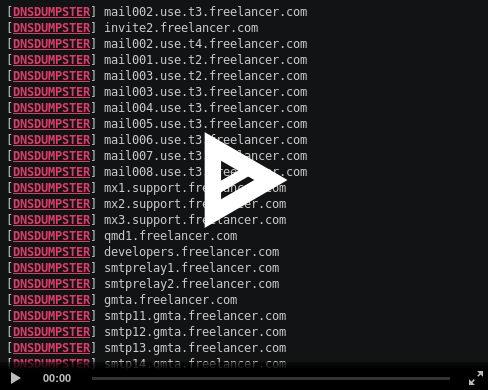 [DNSDUMPSTER] mail002.use.t3.freelancer.com
[DNSDUMPSTER] invite2.freelancer.com
[DNSDUMPSTER] mail002.use.t4.freelancer.com
[DNSDUMPSTER] mail001.use.t2.freelancer.com
[DNSDUMPSTER] mail003.use.t2.freelancer.com
[DNSDUMPSTER] mail003.use.t3.freelancer.com
[DNSDUMPSTER] mail004.use.t3.freelancer.com
[DNSDUMPSTER] mail005.use.t3.freelancer.com
[DNSDUMPSTER] mail006.use.t3.freelancer.com
[DNSDUMPSTER] mail007.use.t3.freelancer.com
[DNSDUMPSTER] mail008.use.t3.freelancer.com
[DNSDUMPSTER] mx1.support.freelancer.com
[DNSDUMPSTER] mx2.support.freelancer.com
[DNSDUMPSTER] mx3.support.freelancer.com
[DNSDUMPSTER] qmd1.freelancer.com
[DNSDUMPSTER] developers.freelancer.com
[DNSDUMPSTER] smtprelay1.freelancer.com
[DNSDUMPSTER] smtprelay2.freelancer.com
[DNSDUMPSTER] gmta.freelancer.com
[DNSDUMPSTER] smtp11.gmta.freelancer.com
[DNSDUMPSTER] smtp12.gmta.freelancer.com
[DNSDUMPSTER] smtp13.gmta.freelancer.com
[DNSDUMPSTER] smtp14.gmta.freelancer.com
00:00